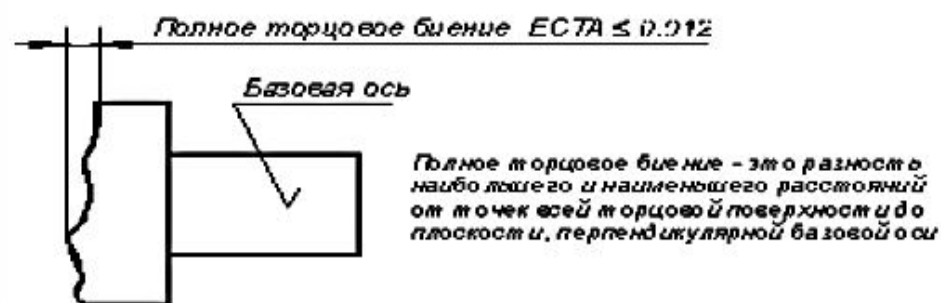 Полное торцовое биение ЕСТА ≤ 0.012
Базовая ось
Полное торцовое биение - это разность
наибольшего и наименьшего расстояний
от точек всей торцовой поверхности до
плоскости, перпендикулярной базовой оси